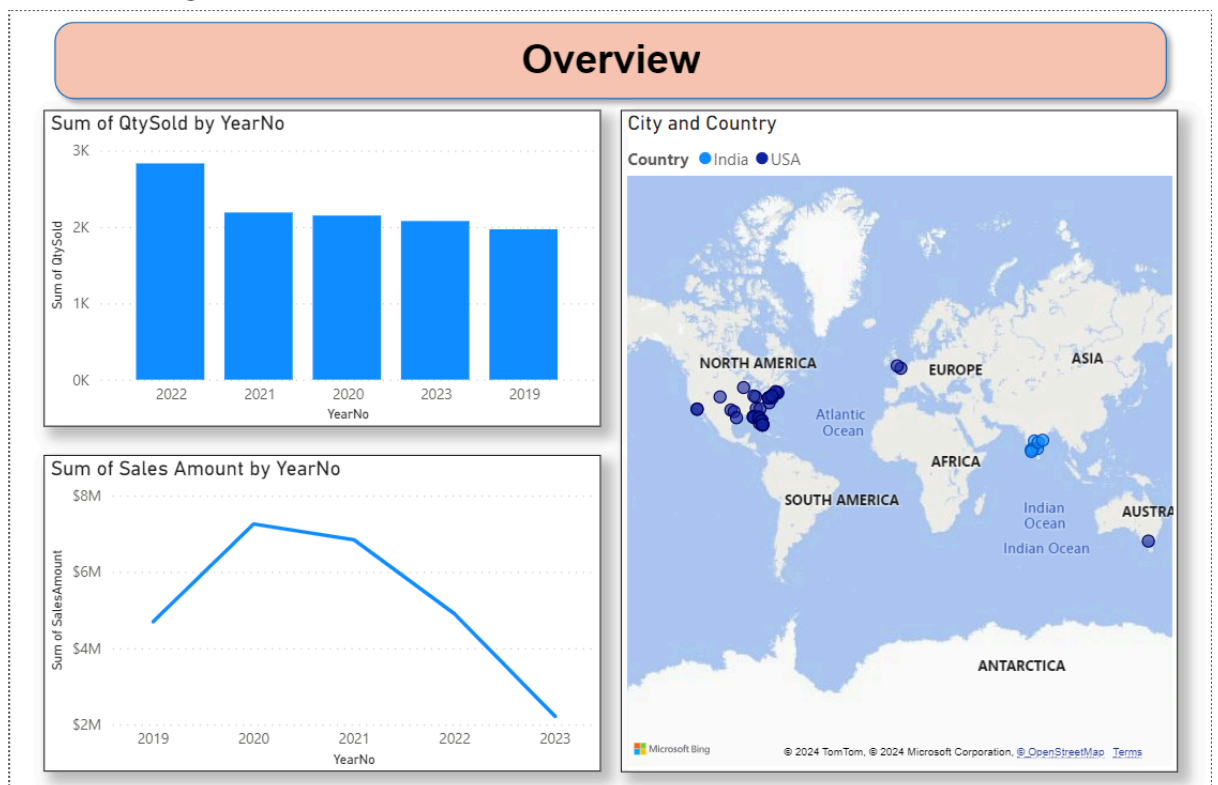 Overview
Sum of QtySold by YearNo
3K
2K
1K
0K
Sum of QtySold
2022 2021 2020 2023 2019
YearNo
Sum of Sales Amount by YearNo
$8M
$6M
$4M
$2M
Sum of SalesAmount
2019 2020 2021 2022 2023
YearNo
City and Country
Country India USA
NORTH AMERICA
EUROPE
ASIA
Atlantic
Ocean
AFRICA
SOUTH AMERICA
Indian
Ocean
AUSTRA
Indian Ocean
ANTARCTICA
Microsoft Bing
© 2024 TomTom, © 2024 Microsoft Corporation, © OpenStreetMap Terms